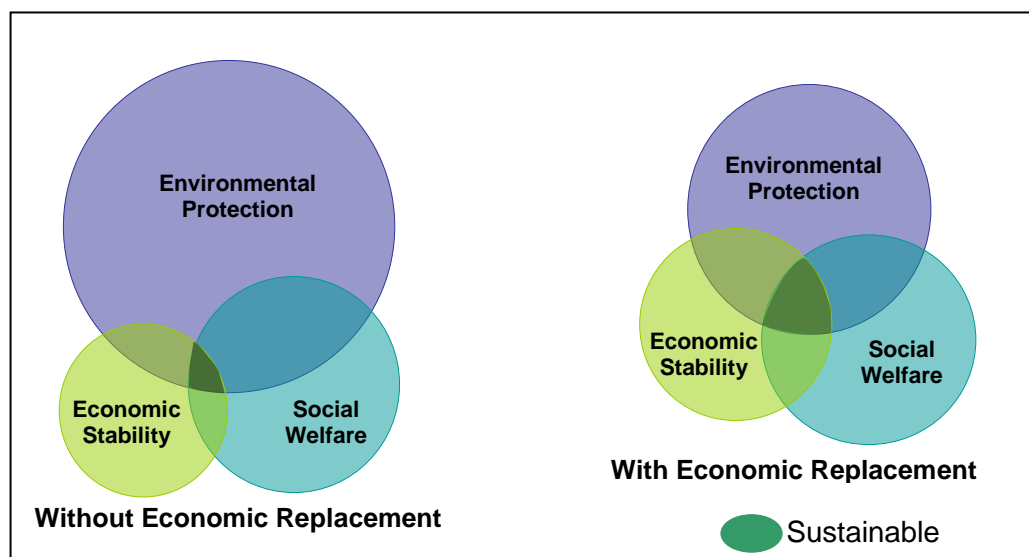 Environmental
Protection
Economic
Stability
Social
Welfare
Without Economic Replacement
Environmental
Protection
Economic
Stability
Social
Welfare
With Economic Replacement
Sustainable